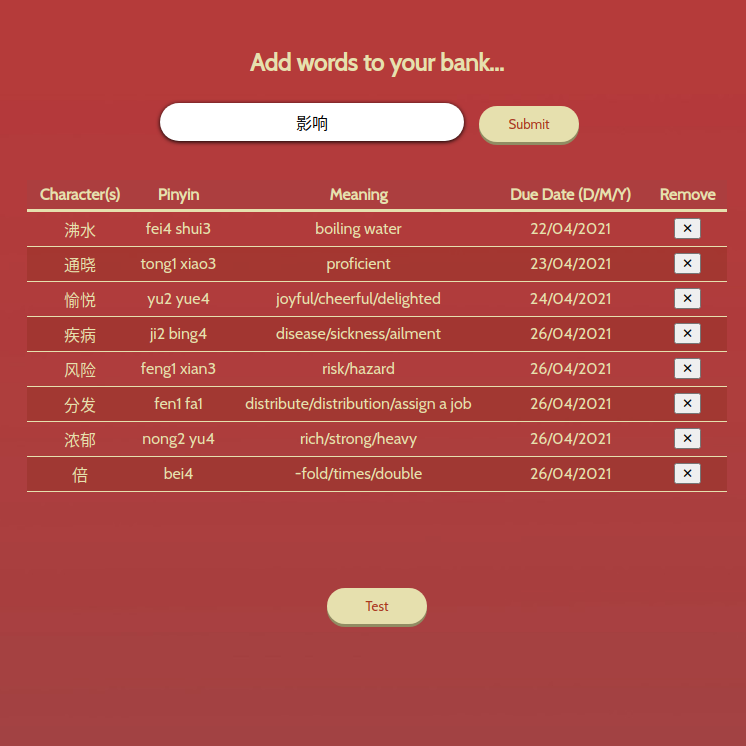 Add words to your bank...
影响 Submit
Character(s) Pinyin Meaning Due Date (D/M/Y) Remove
沸水 fei4 shui3 boiling water 22/04/2021 ×
通晓 tong1 xiao3 proficient 23/04/2021 ×
愉悦 yu2 yue4 joyful/cheerful/delighted 24/04/2021 ×
疾病 ji2 bing4 disease/sickness/ailment 26/04/2021 ×
风险 feng1 xian3 risk/hazard 26/04/2021 ×
分发 fen1 fa1 distribute/distribution/assign a job 26/04/2021 ×
浓郁 nong2 yu4 rich/strong/heavy 26/04/2021 ×
倍 bei4 -fold/times/double 26/04/2021 ×
Test